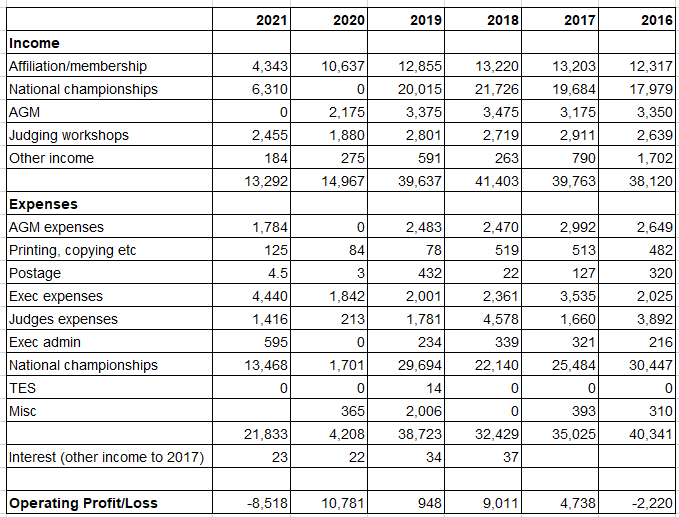 2021 2020 2019 2018 2017 2016
Income
Affiliation/membership 4,343 10,637 12,855 13,220 13,203 12,317
National championships 6,310 0 20,015 21,726 19,684 17,979
AGM 0 2,175 3,375 3,475 3,175 3,350
Judging workshops 2,455 1,880 2,801 2,719 2,911 2,639
Other income 184 275 591 263 790 1,702
13,292 14,967 39,637 41,403 39,763 38,120
Expenses
AGM expenses 1,784 0 2,483 2,470 2,992 2,649
Printing, copying etc 125 84 78 519 513 482
Postage 4.5 3 432 22 127 320
Exec expenses 4,440 1,842 2,001 2,361 3,535 2,025
Judges expenses 1,416 213 1,781 4,578 1,660 3,892
Exec admin 595 0 234 339 321 216
National championships 13,468 1,701 29,694 22,140 25,484 30,447
TES 0 0 14 0 0 0
Misc 365 2,006 0 393 310
21,833 4,208 38,723 32,429 35,025 40,341
Interest (other income to 2017) 23 22 34 37
Operating Profit/Loss -8,518 10,781 948 9,011 4,738 -2,220